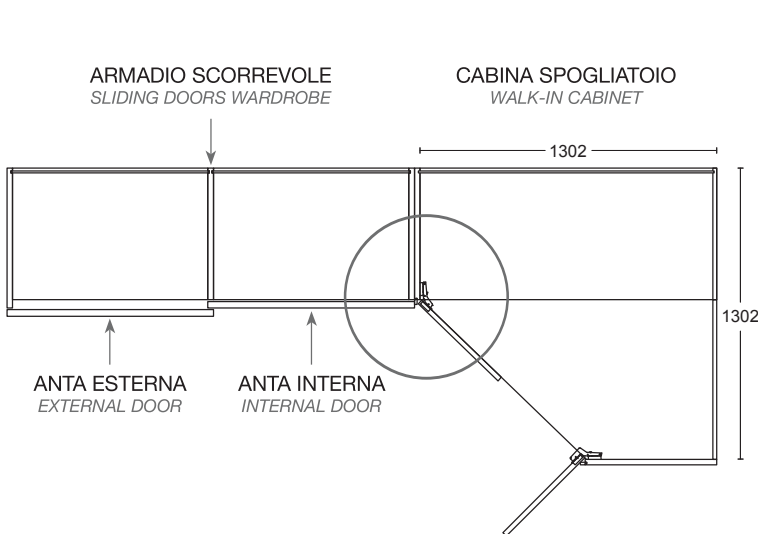 ARMADIO SCORREVOLE
SLIDING DOORS WARDROBE
CABINA SPOGLIATOIO
WALK-IN CABINET
1302
1302
ANTA ESTERNA
EXTERNAL DOOR
ANTA INTERNA
INTERNAL DOOR